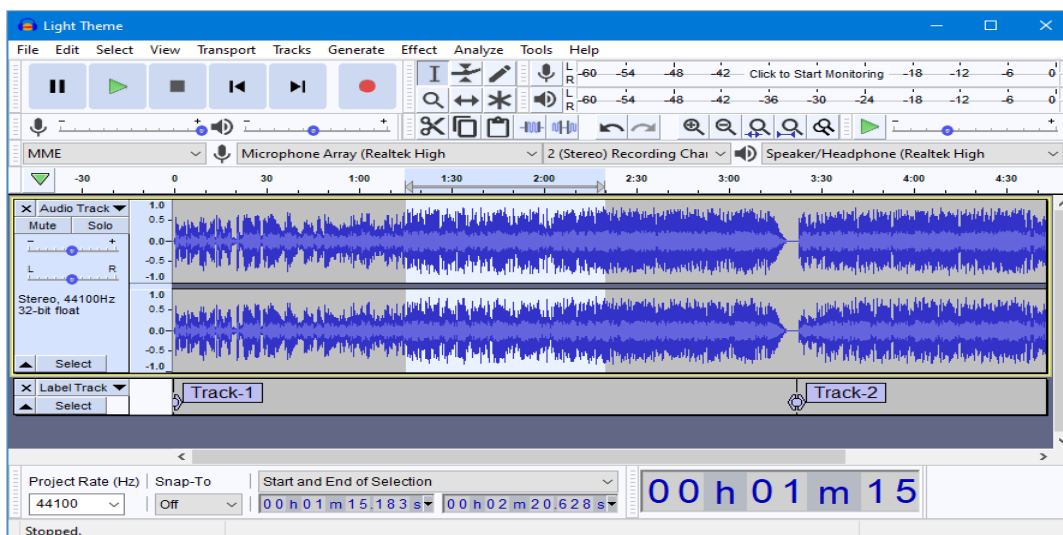 Light Theme
File Edit Select View Transport Tracks Generate Effect Analyze Tools Help
L
R
-60 -54 -48 -42 Click to Start Monitoring -18 -12 -6 0
L
R
-60 -54 -48 -42 -36 -30 -24 -18 -12 -6 0
- +
- +
- +
MME Microphone Array (Realtek High 2 (Stereo) Recording Chai Speaker/Headphone (Realtek High
-30 0 30 1:00 1:30 2:00 2:30 3:00 3:30 4:00 4:30
Audio Track
Mute Solo
- +
L R
Stereo, 44100Hz
32-bit float
Select
1.0
0.5
0.0
-0.5
-1.0
1.0
0.5
0.0
-0.5
-1.0
Label Track
Select
Track-1 Track-2
Project Rate (Hz) Snap-To Start and End of Selection
44100 Off 00h01m15.183s 00h02m20.628s
00h01m15
Stopped.